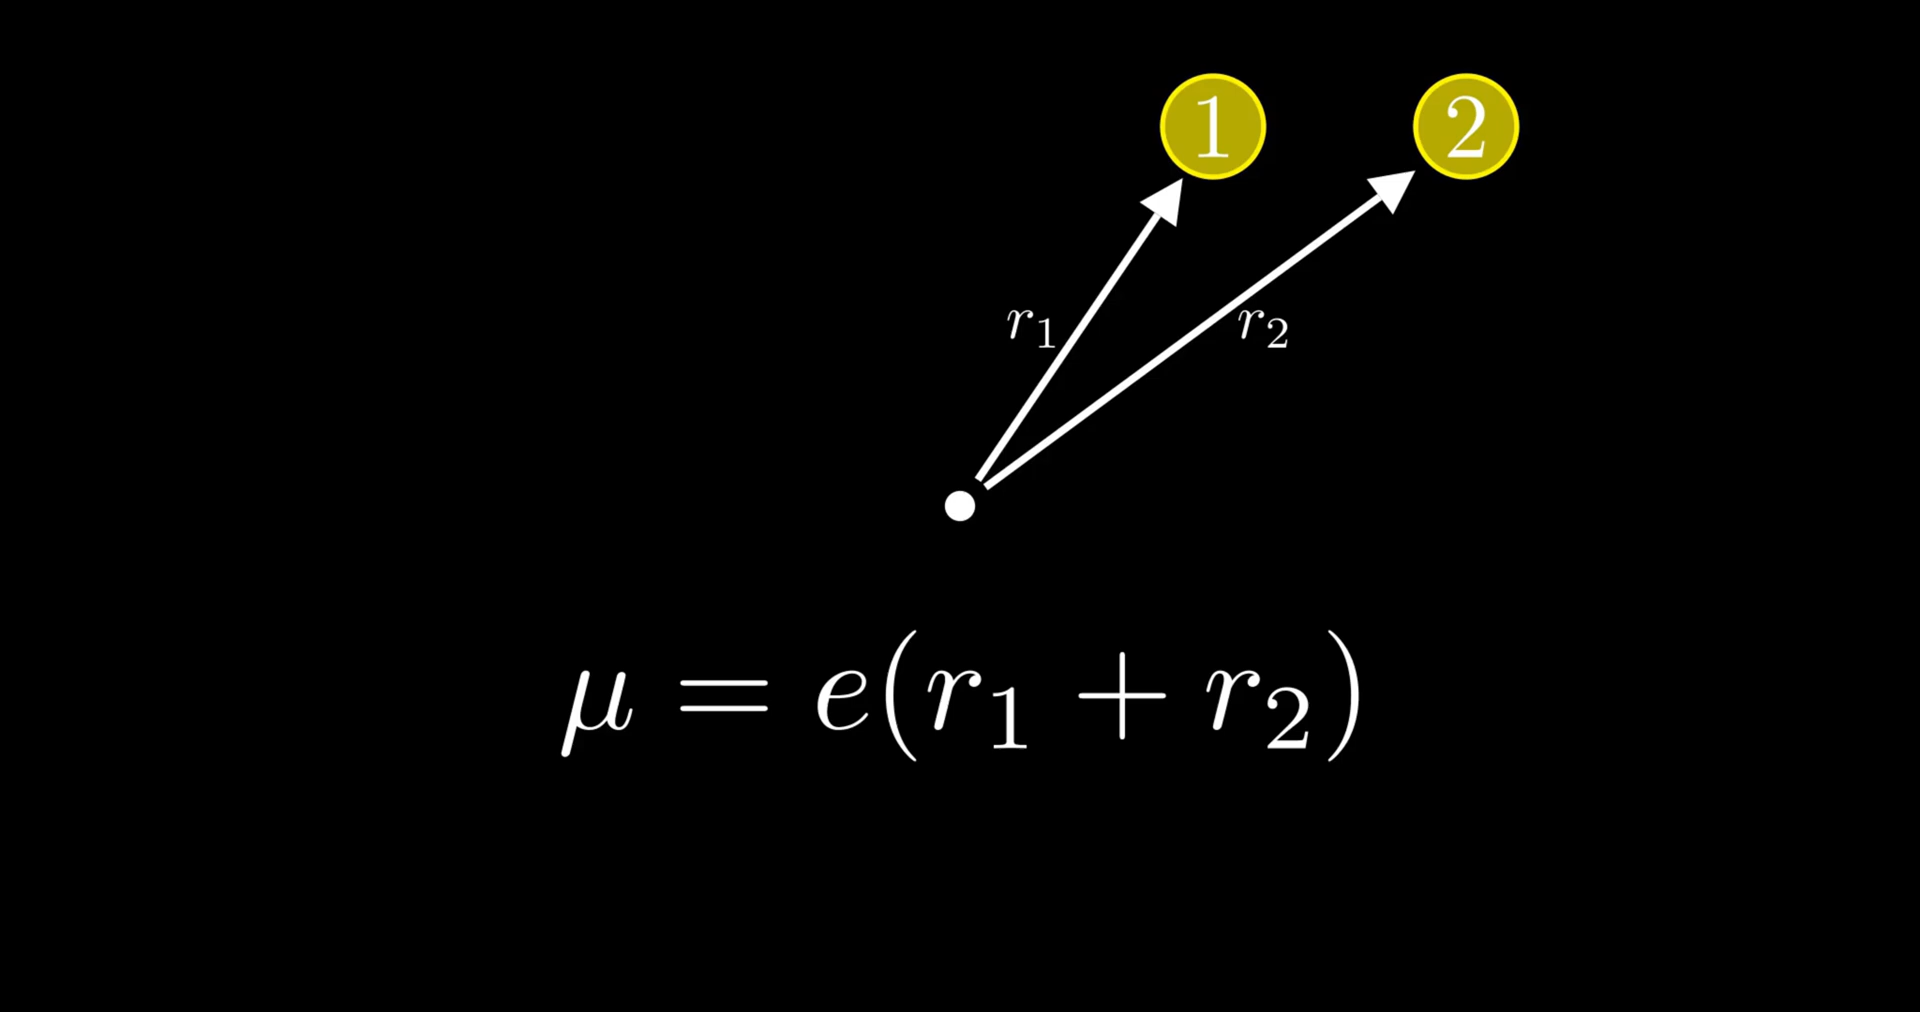 1 2
r₁ r₂
μ = e(r₁ + r₂)